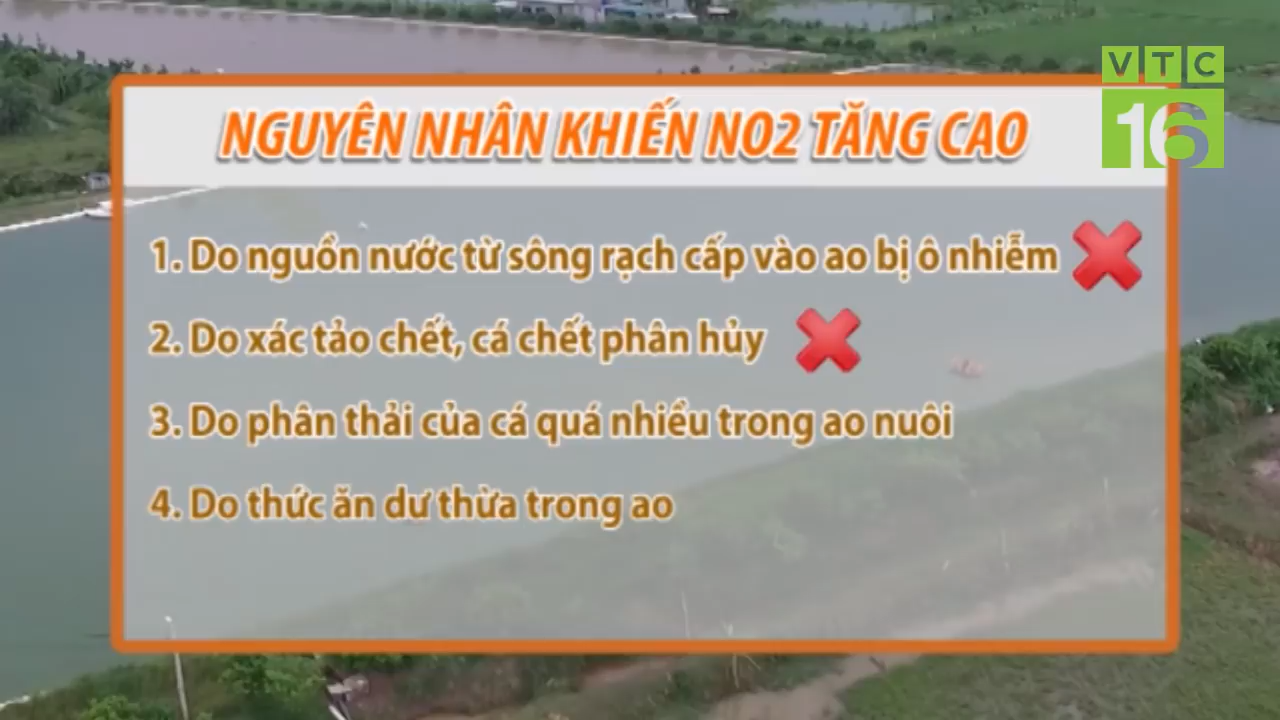 VTC
16
NGUYÊN NHÂN KHIẾN NO2 TĂNG CAO
1. Do nguồn nước từ sông rạch cấp vào ao bị ô nhiễm
2. Do xác tảo chết, cá chết phân hủy
3. Do phân thải của cá quá nhiều trong ao nuôi
4. Do thức ăn dư thừa trong ao